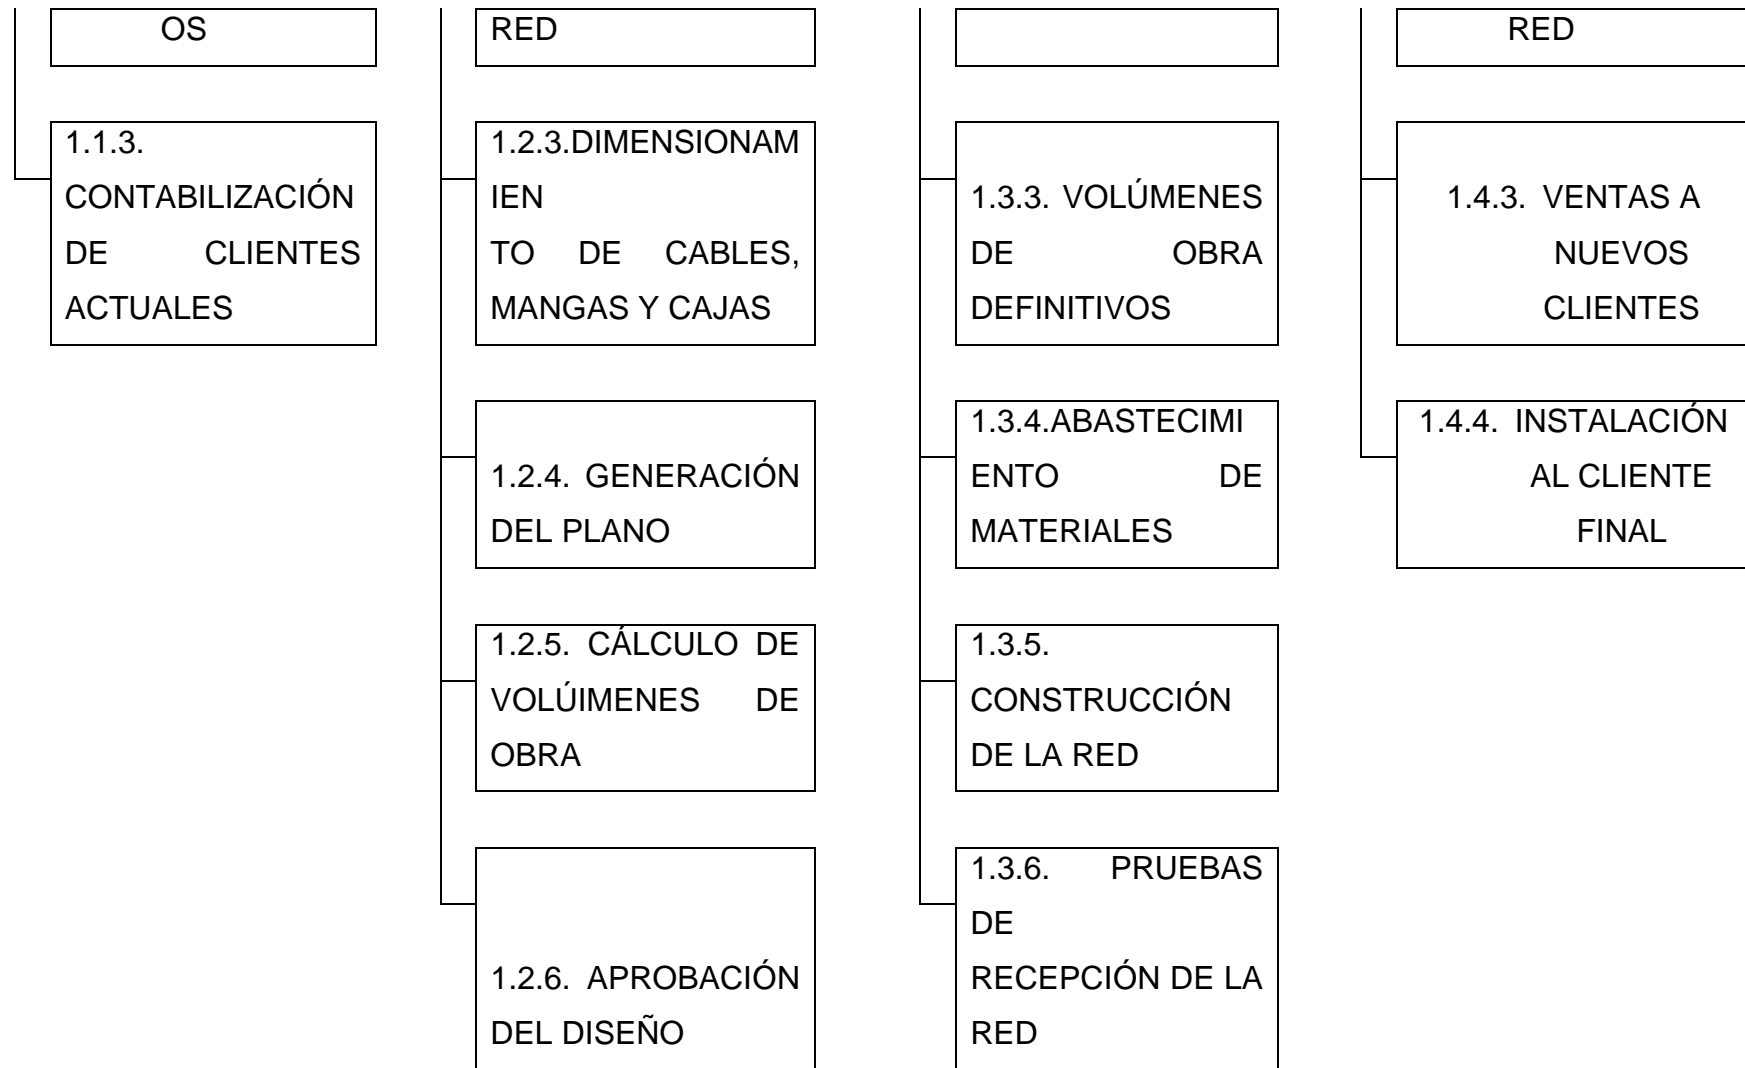 OS
1.1.3.
CONTABILIZACIÓN
DE CLIENTES
ACTUALES
RED
1.2.3.DIMENSIONAM
IEN
TO DE CABLES,
MANGAS Y CAJAS
1.2.4. GENERACIÓN
DEL PLANO
1.2.5. CÁLCULO DE
VOLÚIMENES DE
OBRA
1.2.6. APROBACIÓN
DEL DISEÑO
1.3.3. VOLÚMENES
DE OBRA
DEFINITIVOS
1.3.4.ABASTECIMI
ENTO DE
MATERIALES
1.3.5.
CONSTRUCCIÓN
DE LA RED
1.3.6. PRUEBAS
DE
RECEPCIÓN DE LA
RED
RED
1.4.3. VENTAS A
NUEVOS
CLIENTES
1.4.4. INSTALACIÓN
AL CLIENTE
FINAL